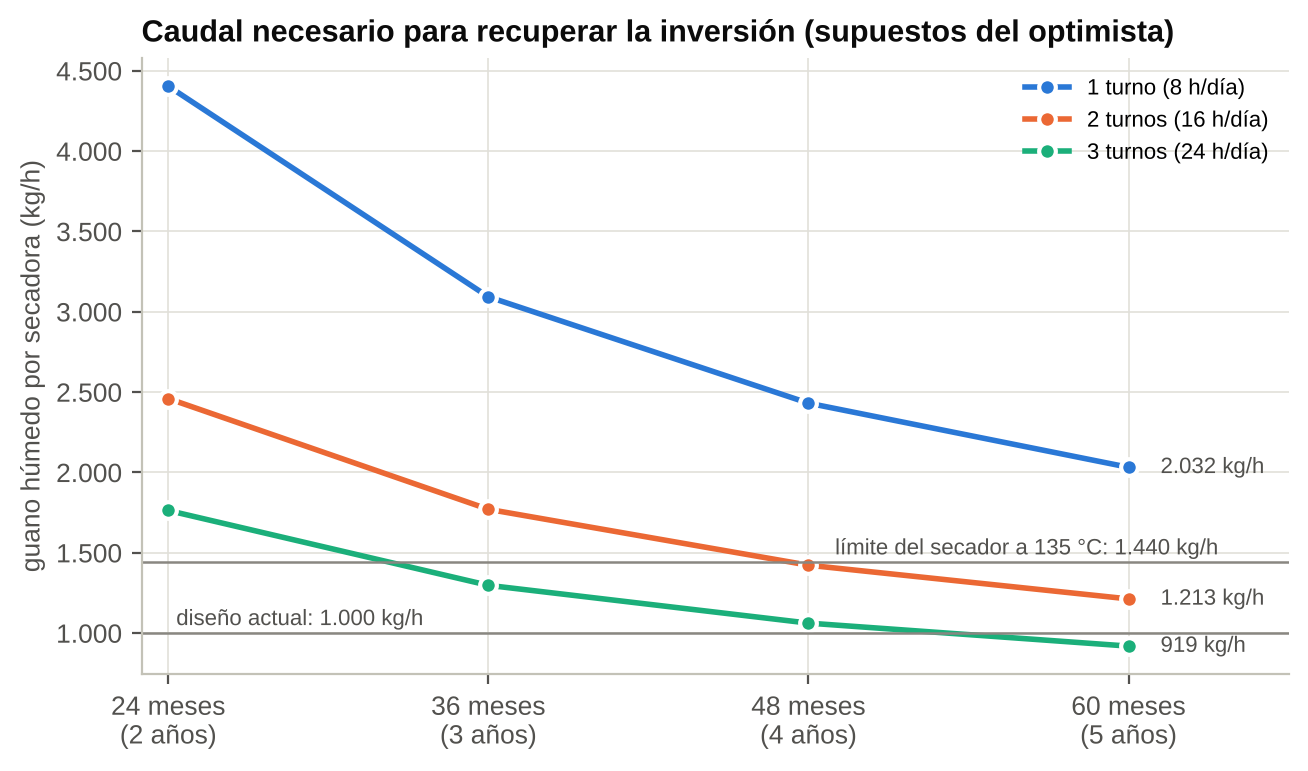 Caudal necesario para recuperar la inversión (supuestos del optimista)
guano húmedo por secadora (kg/h)
4.500
4.000
3.500
3.000
2.500
2.000
1.500
1.000
1 turno (8 h/día)
2 turnos (16 h/día)
3 turnos (24 h/día)
2.032 kg/h
límite del secador a 135 °C: 1.440 kg/h
1.213 kg/h
diseño actual: 1.000 kg/h
919 kg/h
24 meses
(2 años)
36 meses
(3 años)
48 meses
(4 años)
60 meses
(5 años)